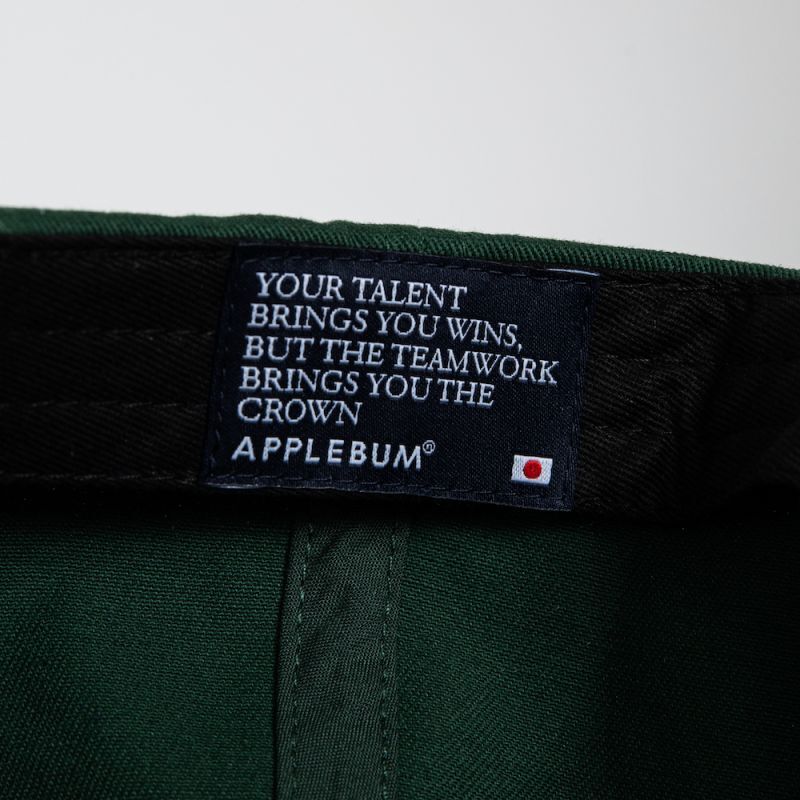 YOUR TALENT
BRINGS YOU WINS,
BUT THE TEAMWORK
BRINGS YOU THE
CROWN
APPLEBUM®